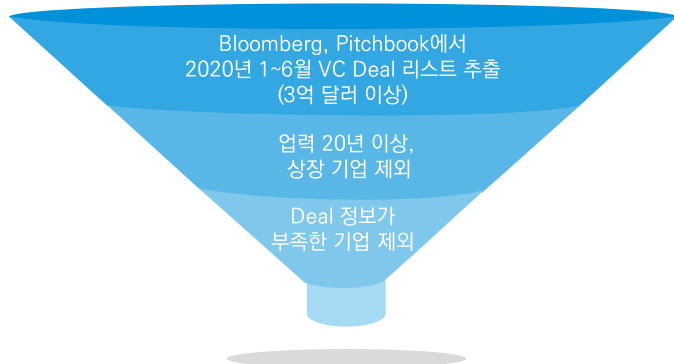 Bloomberg, Pitchbook에서
2020년 1~6월 VC Deal 리스트 추출
(3억 달러 이상)
업력 20년 이상,
상장 기업 제외
Deal 정보가
부족한 기업 제외